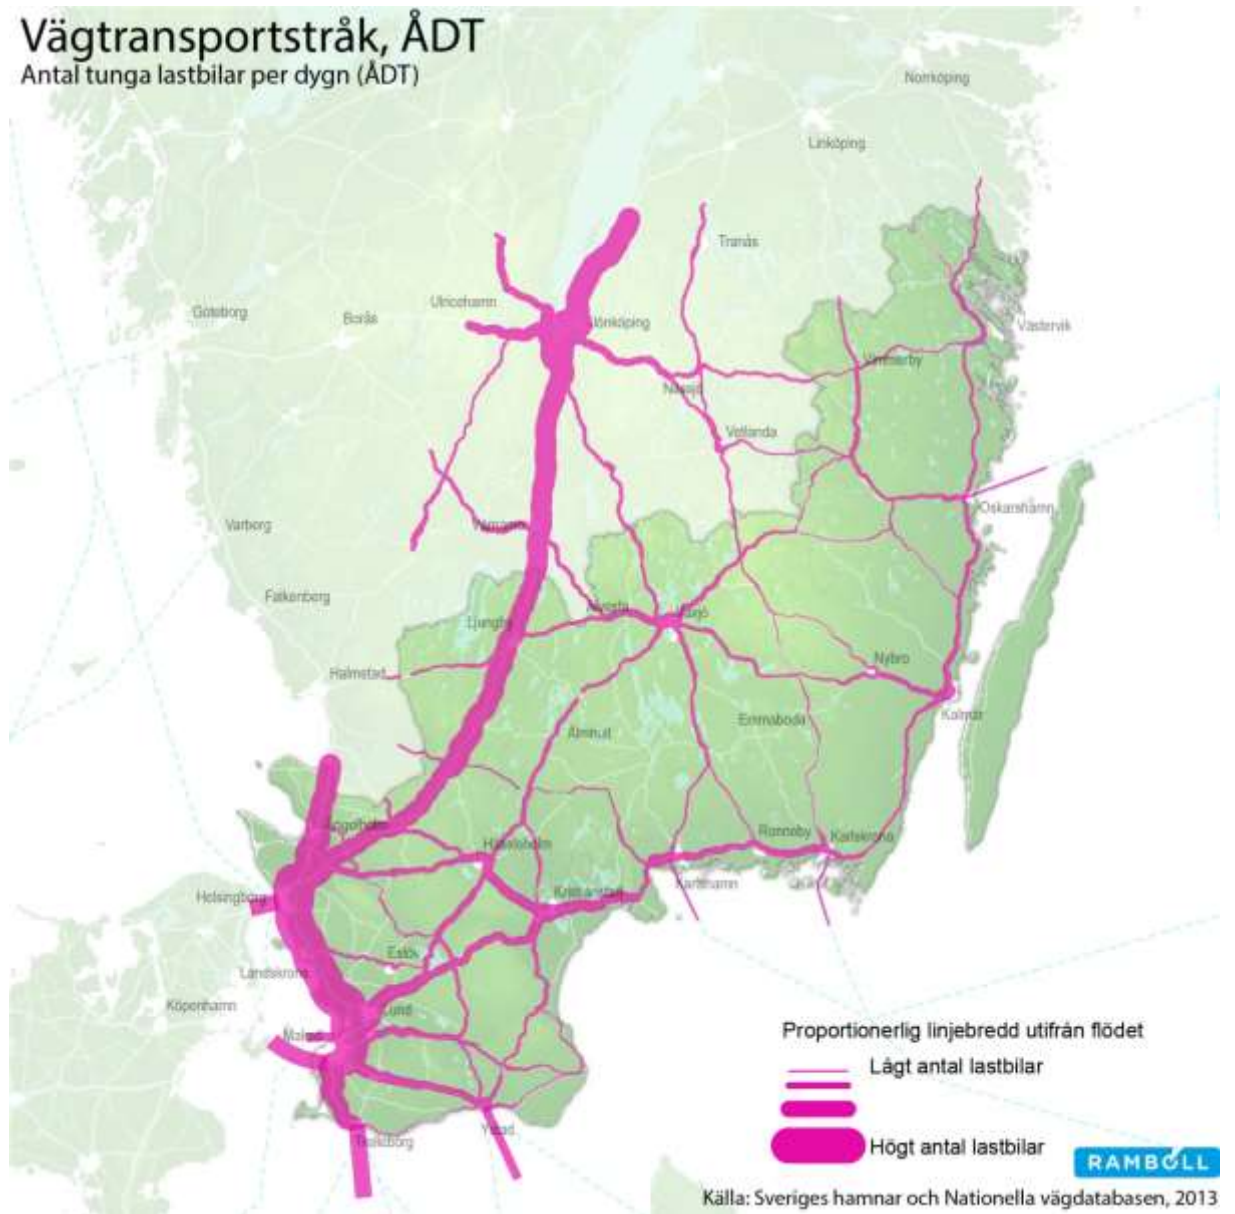 Vägtransportstråk, ÅDT
Antal tunga lastbilar per dygn (ÅDT)
Norrköping
Linköping
Tranås
Ulricehamn
Göteborg
Borås
Jönköping
Västervik
Vimmerby
Nässjö
Vetlanda
Varberg
Värnamo
Oskarshamn
Falkenberg
Alvesta
Växjö
Ljungby
Halmstad
Nybro
Kalmar
Emmaboda
Älmhult
Ängelholm
Hässleholm
Ronneby
Karlskrona
Helsingborg
Kristianstad
Karlshamn
Eslöv
Landskrona
Köpenhamn
Lund
Malmö
Trelleborg
Ystad
Proportionerlig linjebredd utifrån flödet
Lågt antal lastbilar
Högt antal lastbilar
RAMBOLL
Källa: Sveriges hamnar och Nationella vägdatabasen, 2013